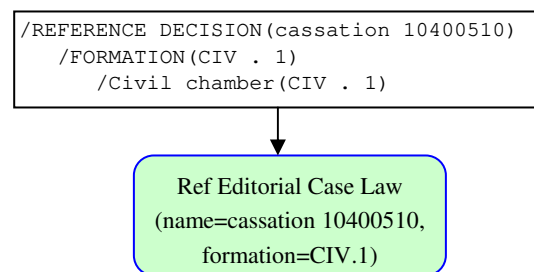 /REFERENCE DECISION(cassation 10400510)
/FORMATION(CIV . 1)
/Civil chamber(CIV . 1)
Ref Editorial Case Law
(name=cassation 10400510,
formation=CIV.1)